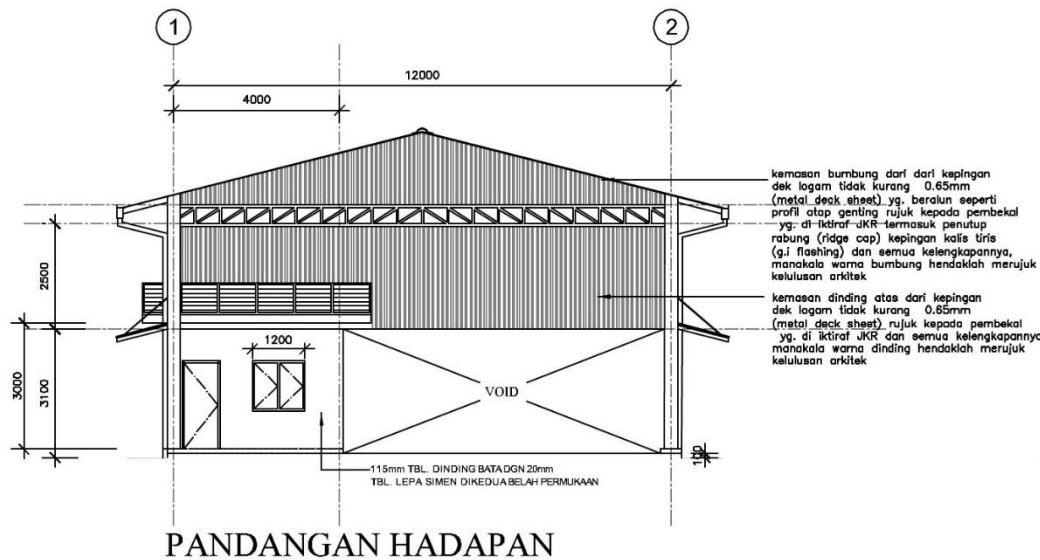 1
2
12000
4000
kemasan bumbung dari dari kepingan
dek logam tidak kurang 0.65mm
(metal deck sheet) yg. beralun seperti
profil atap genting rujuk kepada pembekal
yg. di iktiraf JKR termasuk penutup
rabung (ridge cap) kepingan kalis tiris
(g.i flashing) dan semua kelengkapannya,
manakala warna bumbung hendaklah merujuk
kelulusan arkitek
2500
kemasan dinding atas dari kepingan
dek logam tidak kurang 0.65mm
(metal deck sheet) rujuk kepada pembekal
yg. di iktiraf JKR dan semua kelengkapannya
manakala warna dinding hendaklah merujuk
kelulusan arkitek
1200
3000
3100
VOID
100
115mm TBL. DINDING BATA DGN 20mm
TBL. LEPA SIMEN DIKEDUA BELAH PERMUKAAN
PANDANGAN HADAPAN